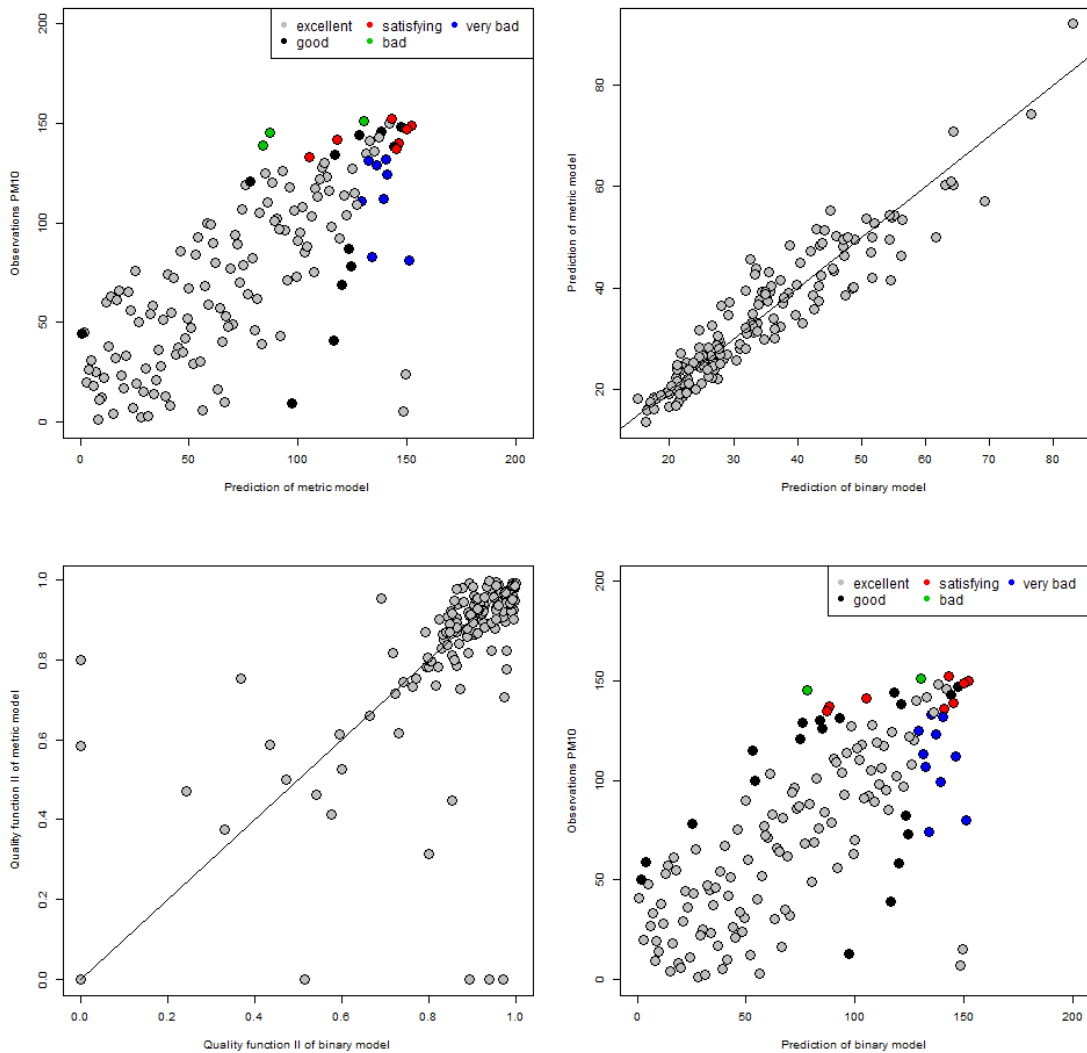 200
150
100
50
0
Observations PM10
excellent satisfying very bad
good bad
0 50 100 150 200
Prediction of metric model
80
60
40
20
Prediction of metric model
20 30 40 50 60 70 80
Prediction of binary model
1.0
0.8
0.6
0.4
0.2
0.0
Quality function II of metric model
0.0 0.2 0.4 0.6 0.8 1.0
Quality function II of binary model
200
150
100
50
0
Observations PM10
excellent satisfying very bad
good bad
0 50 100 150 200
Prediction of binary model